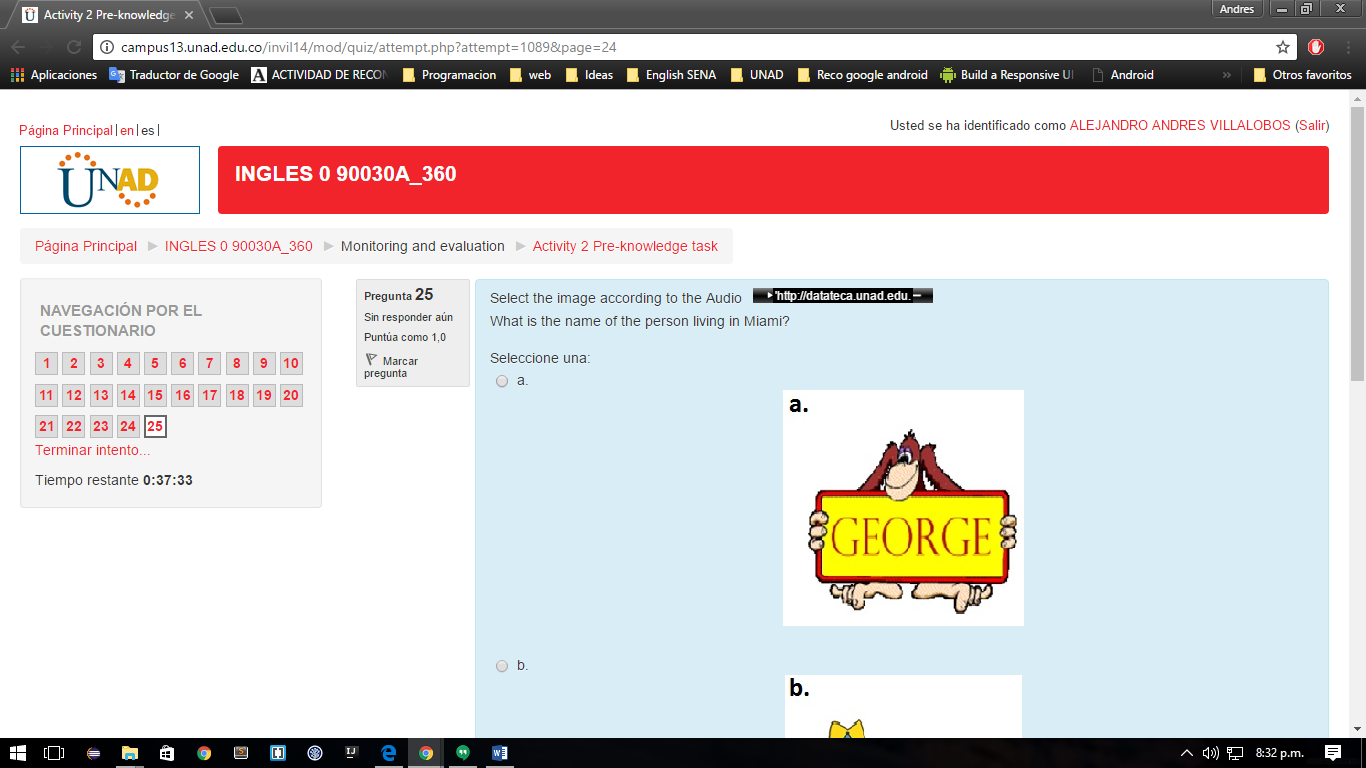 Activity 2 Pre-knowledge
Andres
campus13.unad.edu.co/invil14/mod/quiz/attempt.php?attempt=1089&page=24
Aplicaciones Traductor de Google ACTIVIDAD DE RECON Programacion web Ideas English SENA UNAD Reco google android Build a Responsive UI Android » Otros favoritos
Página Principal | en | es |
Usted se ha identificado como ALEJANDRO ANDRES VILLALOBOS (Salir)
UNAD
INGLES 0 90030A_360
Página Principal INGLES 0 90030A_360 Monitoring and evaluation Activity 2 Pre-knowledge task
NAVEGACIÓN POR EL
CUESTIONARIO
1 2 3 4 5 6 7 8 9 10
11 12 13 14 15 16 17 18 19 20
21 22 23 24 25
Terminar intento...
Tiempo restante 0:37:33
Pregunta 25
Sin responder aún
Puntúa como 1,0
Marcar
pregunta
Select the image according to the Audio 'http://datateca.unad.edu.
What is the name of the person living in Miami?
Seleccione una:
a.
a.
GEORGE
b.
b.
8:32 p.m.